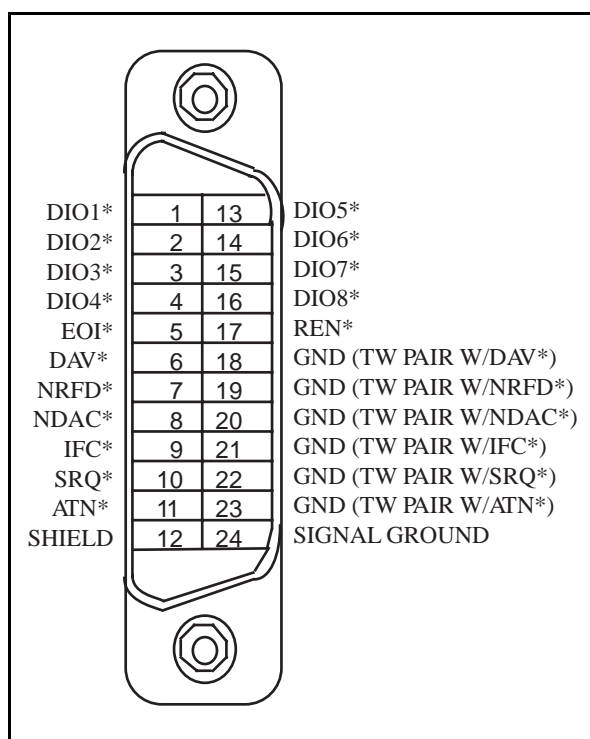 DIO1* 1 13 DIO5*
DIO2* 2 14 DIO6*
DIO3* 3 15 DIO7*
DIO4* 4 16 DIO8*
EOI* 5 17 REN*
DAV* 6 18 GND (TW PAIR W/DAV*)
NRFD* 7 19 GND (TW PAIR W/NRFD*)
NDAC* 8 20 GND (TW PAIR W/NDAC*)
IFC* 9 21 GND (TW PAIR W/IFC*)
SRQ* 10 22 GND (TW PAIR W/SRQ*)
ATN* 11 23 GND (TW PAIR W/ATN*)
SHIELD 12 24 SIGNAL GROUND